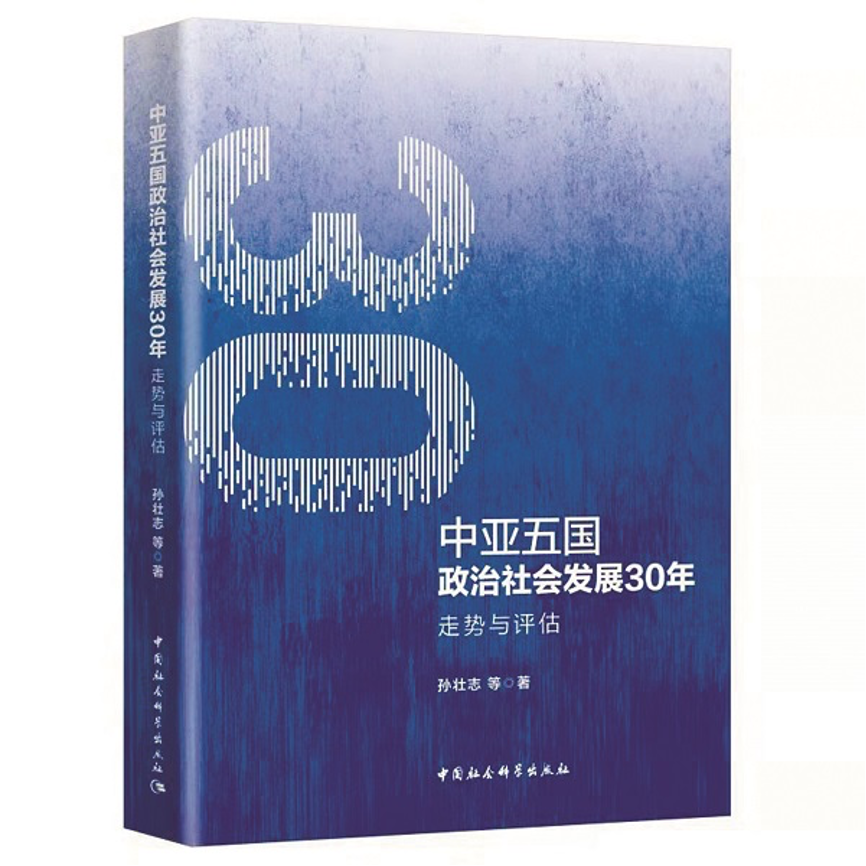 中亚五国政治社会发展30年
走势与评估
孙壮志 等 著
中国社会科学出版社
30
中亚五国
政治社会发展30年
走势与评估
孙壮志 等 著
中国社会科学出版社